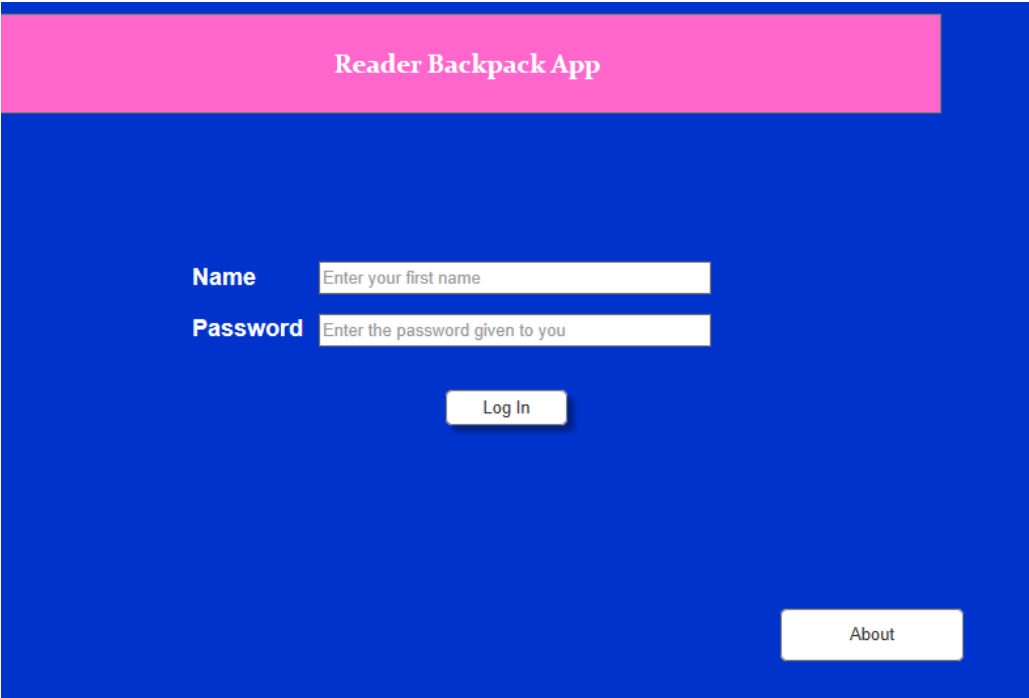 Reader Backpack App
Name Enter your first name
Password Enter the password given to you
Log In
About